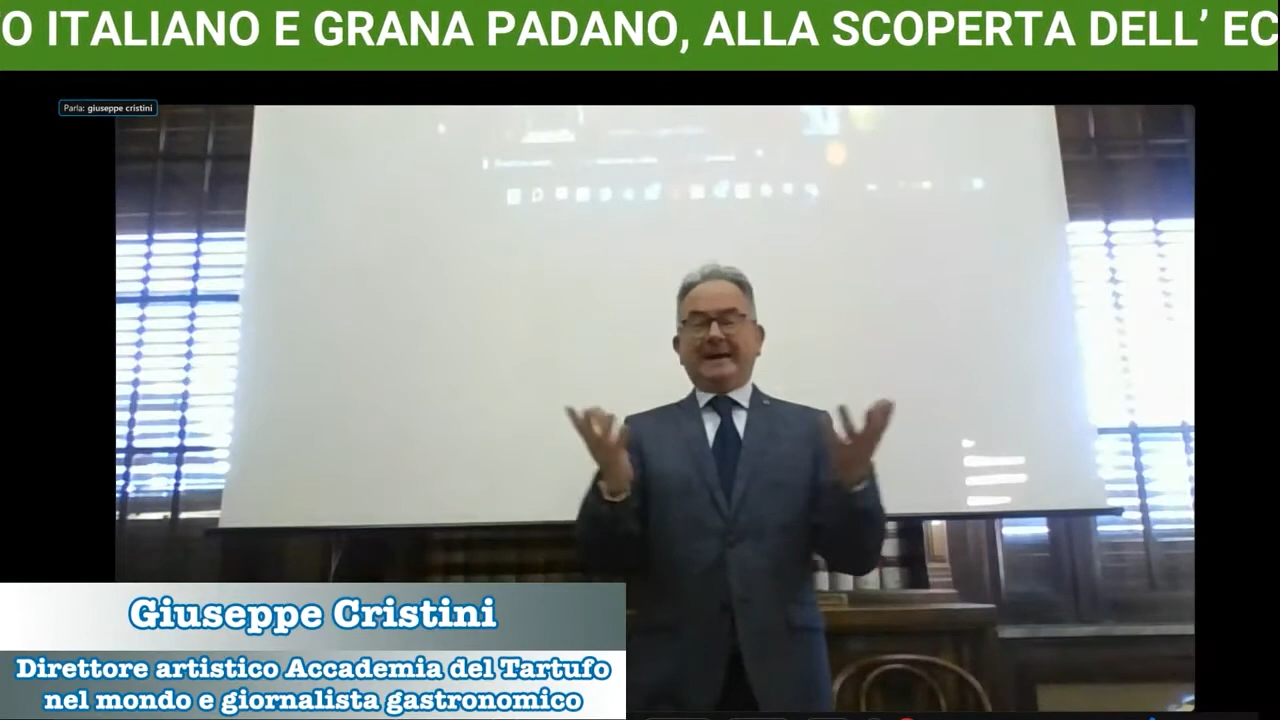 O ITALIANO E GRANA PADANO, ALLA SCOPERTA DELL’ EC
Parla: giuseppe cristini
Giuseppe Cristini
Direttore artistico Accademia del Tartufo
nel mondo e giornalista gastronomico